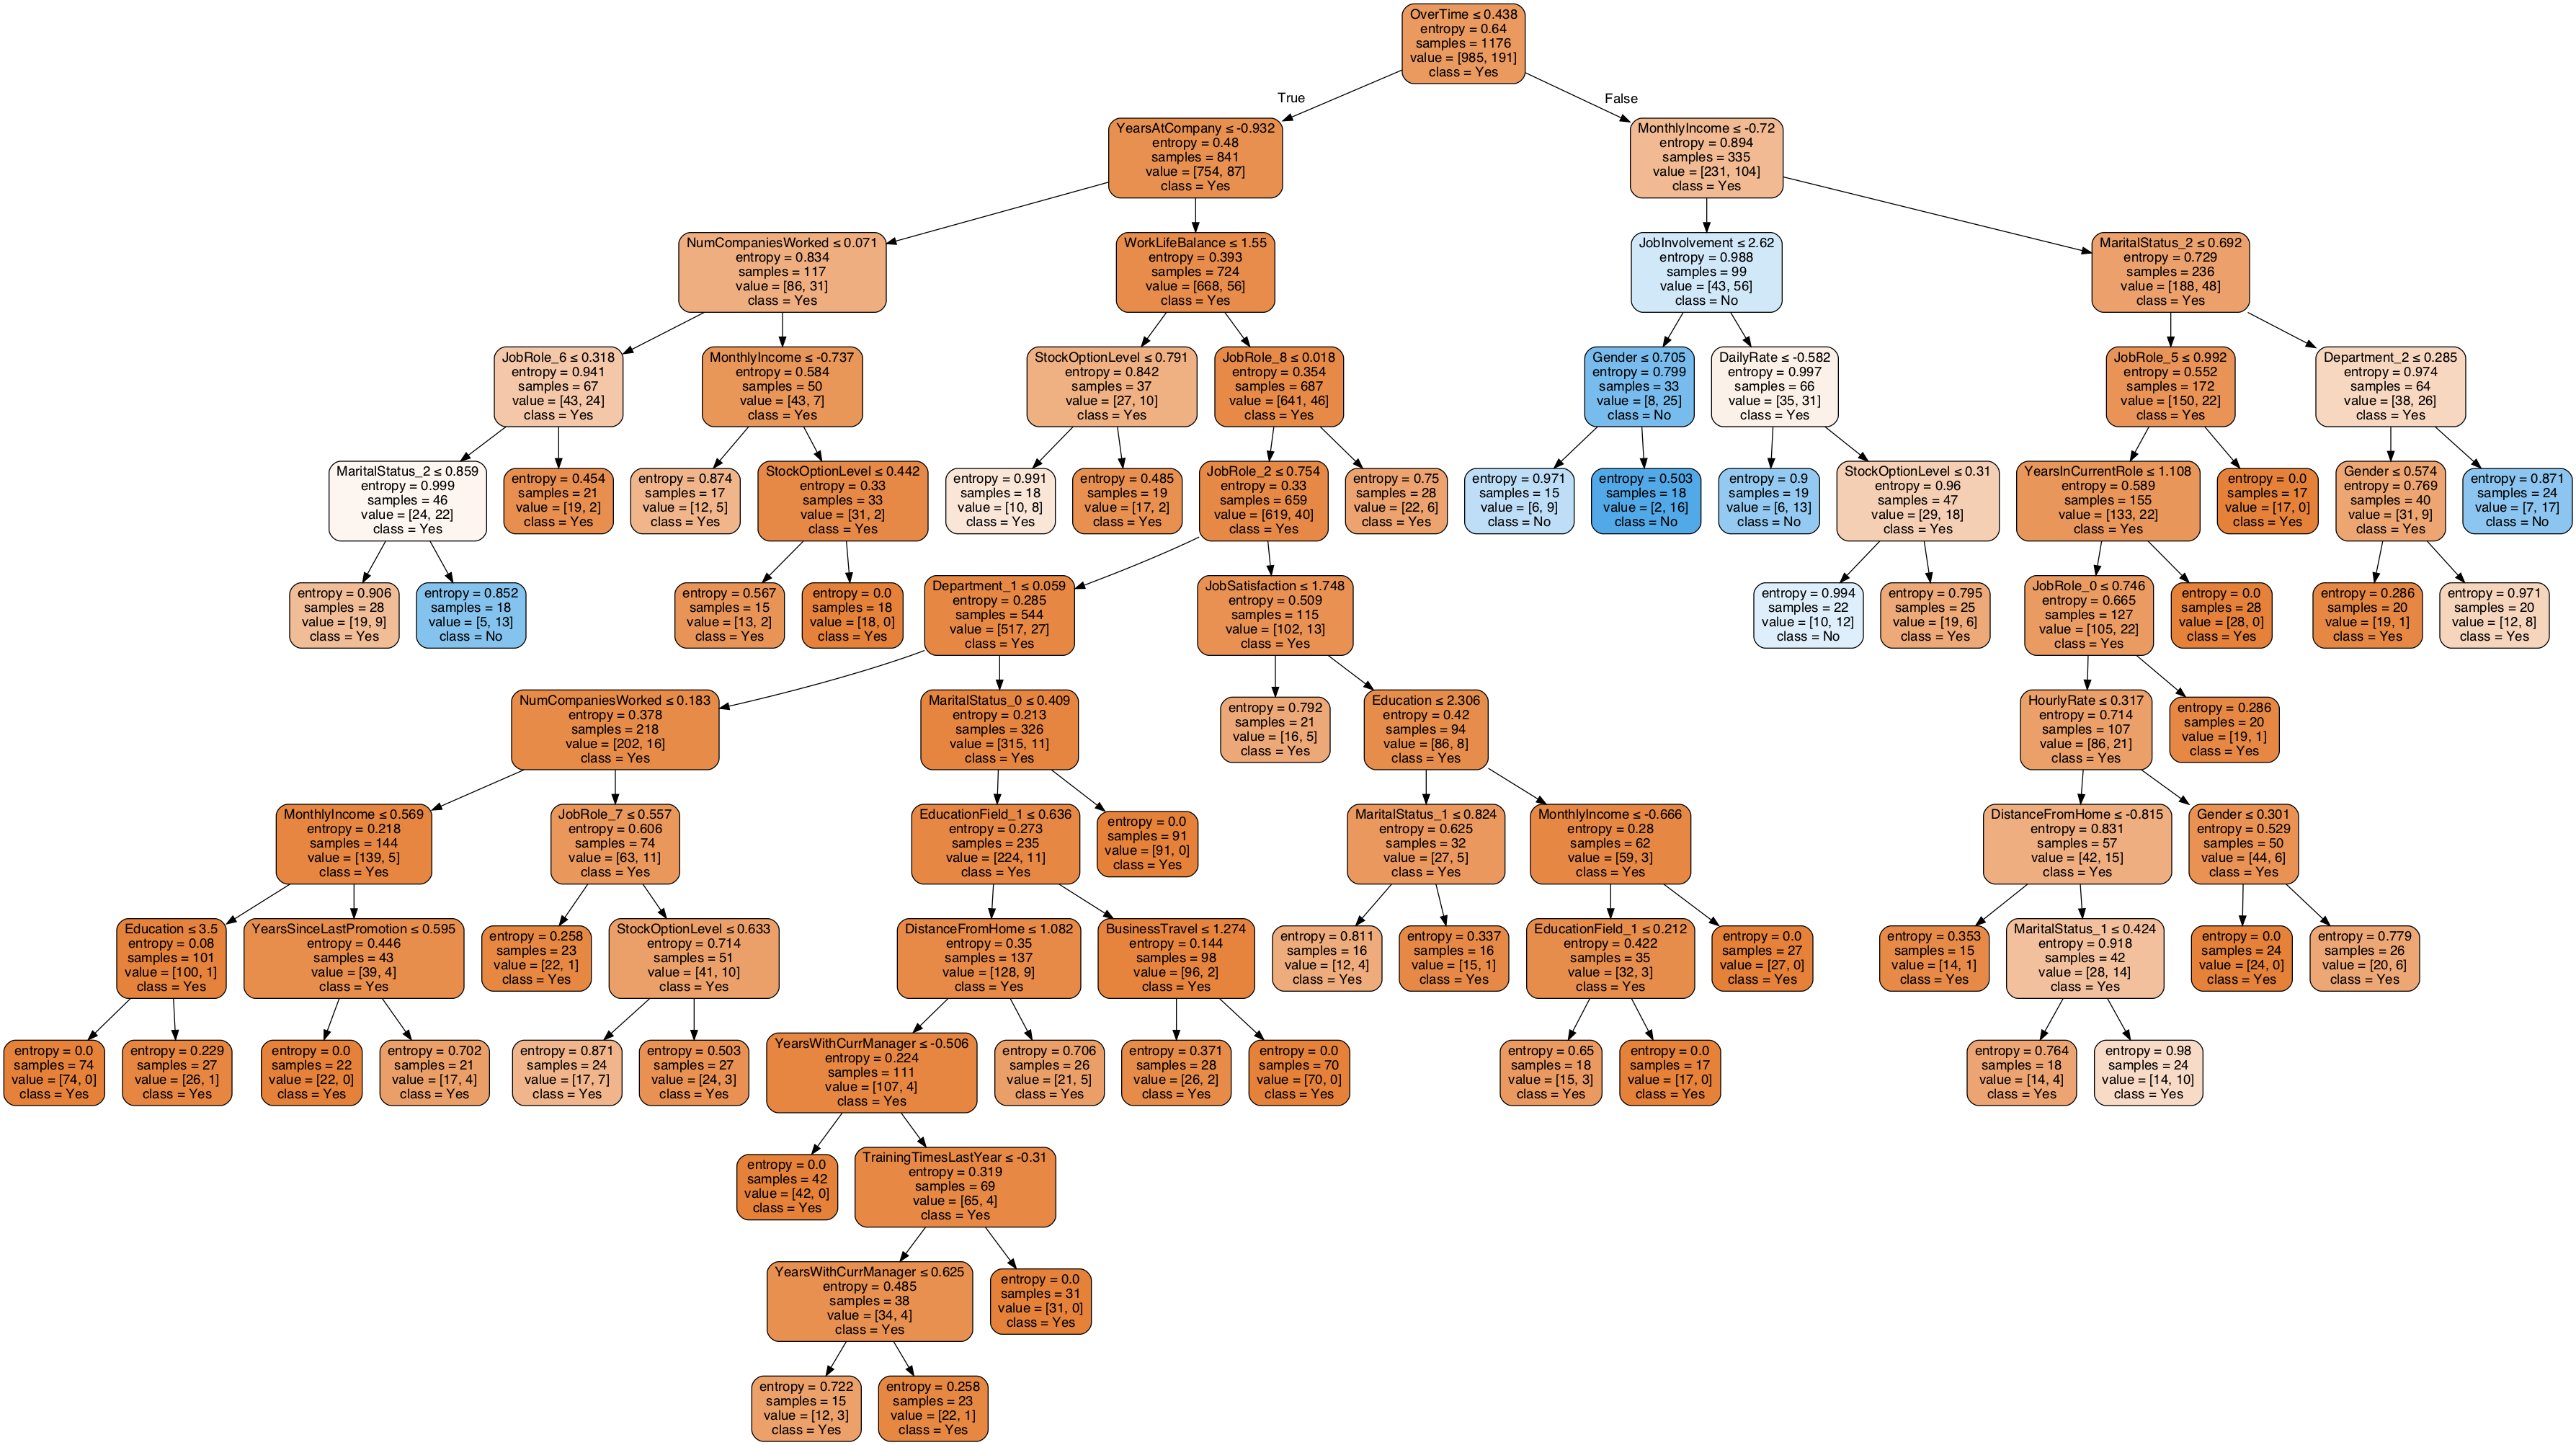 OverTime ≤ 0.438
entropy = 0.64
samples = 1176
value = [985, 191]
class = Yes
True
False
YearsAtCompany ≤ -0.932
entropy = 0.48
samples = 841
value = [754, 87]
class = Yes
MonthlyIncome ≤ -0.72
entropy = 0.894
samples = 335
value = [231, 104]
class = Yes
NumCompaniesWorked ≤ 0.071
entropy = 0.834
samples = 117
value = [86, 31]
class = Yes
WorkLifeBalance ≤ 1.55
entropy = 0.393
samples = 724
value = [668, 56]
class = Yes
JobInvolvement ≤ 2.62
entropy = 0.988
samples = 99
value = [43, 56]
class = No
MaritalStatus_2 ≤ 0.692
entropy = 0.729
samples = 236
value = [188, 48]
class = Yes
JobRole_6 ≤ 0.318
entropy = 0.941
samples = 67
value = [43, 24]
class = Yes
MonthlyIncome ≤ -0.737
entropy = 0.584
samples = 50
value = [43, 7]
class = Yes
StockOptionLevel ≤ 0.791
entropy = 0.842
samples = 37
value = [27, 10]
class = Yes
JobRole_8 ≤ 0.018
entropy = 0.354
samples = 687
value = [641, 46]
class = Yes
Gender ≤ 0.705
entropy = 0.799
samples = 33
value = [8, 25]
class = No
DailyRate ≤ -0.582
entropy = 0.997
samples = 66
value = [35, 31]
class = Yes
JobRole_5 ≤ 0.992
entropy = 0.552
samples = 172
value = [150, 22]
class = Yes
Department_2 ≤ 0.285
entropy = 0.974
samples = 64
value = [38, 26]
class = Yes
MaritalStatus_2 ≤ 0.859
entropy = 0.999
samples = 46
value = [24, 22]
class = Yes
entropy = 0.454
samples = 21
value = [19, 2]
class = Yes
entropy = 0.874
samples = 17
value = [12, 5]
class = Yes
StockOptionLevel ≤ 0.442
entropy = 0.33
samples = 33
value = [31, 2]
class = Yes
entropy = 0.991
samples = 18
value = [10, 8]
class = Yes
entropy = 0.485
samples = 19
value = [17, 2]
class = Yes
JobRole_2 ≤ 0.754
entropy = 0.33
samples = 659
value = [619, 40]
class = Yes
entropy = 0.75
samples = 28
value = [22, 6]
class = Yes
entropy = 0.971
samples = 15
value = [6, 9]
class = No
entropy = 0.503
samples = 18
value = [2, 16]
class = No
entropy = 0.9
samples = 19
value = [6, 13]
class = No
StockOptionLevel ≤ 0.31
entropy = 0.96
samples = 47
value = [29, 18]
class = Yes
YearsInCurrentRole ≤ 1.108
entropy = 0.589
samples = 155
value = [133, 22]
class = Yes
entropy = 0.0
samples = 17
value = [17, 0]
class = Yes
Gender ≤ 0.574
entropy = 0.769
samples = 40
value = [31, 9]
class = Yes
entropy = 0.871
samples = 24
value = [7, 17]
class = No
entropy = 0.906
samples = 28
value = [19, 9]
class = Yes
entropy = 0.852
samples = 18
value = [5, 13]
class = No
entropy = 0.567
samples = 15
value = [13, 2]
class = Yes
entropy = 0.0
samples = 18
value = [18, 0]
class = Yes
Department_1 ≤ 0.059
entropy = 0.285
samples = 544
value = [517, 27]
class = Yes
JobSatisfaction ≤ 1.748
entropy = 0.509
samples = 115
value = [102, 13]
class = Yes
entropy = 0.994
samples = 22
value = [10, 12]
class = No
entropy = 0.795
samples = 25
value = [19, 6]
class = Yes
JobRole_0 ≤ 0.746
entropy = 0.665
samples = 127
value = [105, 22]
class = Yes
entropy = 0.0
samples = 28
value = [28, 0]
class = Yes
entropy = 0.286
samples = 20
value = [19, 1]
class = Yes
entropy = 0.971
samples = 20
value = [12, 8]
class = Yes
NumCompaniesWorked ≤ 0.183
entropy = 0.378
samples = 218
value = [202, 16]
class = Yes
MaritalStatus_0 ≤ 0.409
entropy = 0.213
samples = 326
value = [315, 11]
class = Yes
entropy = 0.792
samples = 21
value = [16, 5]
class = Yes
Education ≤ 2.306
entropy = 0.42
samples = 94
value = [86, 8]
class = Yes
HourlyRate ≤ 0.317
entropy = 0.714
samples = 107
value = [86, 21]
class = Yes
entropy = 0.286
samples = 20
value = [19, 1]
class = Yes
MonthlyIncome ≤ 0.569
entropy = 0.218
samples = 144
value = [139, 5]
class = Yes
JobRole_7 ≤ 0.557
entropy = 0.606
samples = 74
value = [63, 11]
class = Yes
EducationField_1 ≤ 0.636
entropy = 0.273
samples = 235
value = [224, 11]
class = Yes
entropy = 0.0
samples = 91
value = [91, 0]
class = Yes
MaritalStatus_1 ≤ 0.824
entropy = 0.625
samples = 32
value = [27, 5]
class = Yes
MonthlyIncome ≤ -0.666
entropy = 0.28
samples = 62
value = [59, 3]
class = Yes
DistanceFromHome ≤ -0.815
entropy = 0.831
samples = 57
value = [42, 15]
class = Yes
Gender ≤ 0.301
entropy = 0.529
samples = 50
value = [44, 6]
class = Yes
Education ≤ 3.5
entropy = 0.08
samples = 101
value = [100, 1]
class = Yes
YearsSinceLastPromotion ≤ 0.595
entropy = 0.446
samples = 43
value = [39, 4]
class = Yes
entropy = 0.258
samples = 23
value = [22, 1]
class = Yes
StockOptionLevel ≤ 0.633
entropy = 0.714
samples = 51
value = [41, 10]
class = Yes
DistanceFromHome ≤ 1.082
entropy = 0.35
samples = 137
value = [128, 9]
class = Yes
BusinessTravel ≤ 1.274
entropy = 0.144
samples = 98
value = [96, 2]
class = Yes
entropy = 0.811
samples = 16
value = [12, 4]
class = Yes
entropy = 0.337
samples = 16
value = [15, 1]
class = Yes
EducationField_1 ≤ 0.212
entropy = 0.422
samples = 35
value = [32, 3]
class = Yes
entropy = 0.0
samples = 27
value = [27, 0]
class = Yes
entropy = 0.353
samples = 15
value = [14, 1]
class = Yes
MaritalStatus_1 ≤ 0.424
entropy = 0.918
samples = 42
value = [28, 14]
class = Yes
entropy = 0.0
samples = 24
value = [24, 0]
class = Yes
entropy = 0.779
samples = 26
value = [20, 6]
class = Yes
entropy = 0.0
samples = 74
value = [74, 0]
class = Yes
entropy = 0.229
samples = 27
value = [26, 1]
class = Yes
entropy = 0.0
samples = 22
value = [22, 0]
class = Yes
entropy = 0.702
samples = 21
value = [17, 4]
class = Yes
entropy = 0.871
samples = 24
value = [17, 7]
class = Yes
entropy = 0.503
samples = 27
value = [24, 3]
class = Yes
YearsWithCurrManager ≤ -0.506
entropy = 0.224
samples = 111
value = [107, 4]
class = Yes
entropy = 0.706
samples = 26
value = [21, 5]
class = Yes
entropy = 0.371
samples = 28
value = [26, 2]
class = Yes
entropy = 0.0
samples = 70
value = [70, 0]
class = Yes
entropy = 0.65
samples = 18
value = [15, 3]
class = Yes
entropy = 0.0
samples = 17
value = [17, 0]
class = Yes
entropy = 0.764
samples = 18
value = [14, 4]
class = Yes
entropy = 0.98
samples = 24
value = [14, 10]
class = Yes
entropy = 0.0
samples = 42
value = [42, 0]
class = Yes
TrainingTimesLastYear ≤ -0.31
entropy = 0.319
samples = 69
value = [65, 4]
class = Yes
YearsWithCurrManager ≤ 0.625
entropy = 0.485
samples = 38
value = [34, 4]
class = Yes
entropy = 0.0
samples = 31
value = [31, 0]
class = Yes
entropy = 0.722
samples = 15
value = [12, 3]
class = Yes
entropy = 0.258
samples = 23
value = [22, 1]
class = Yes